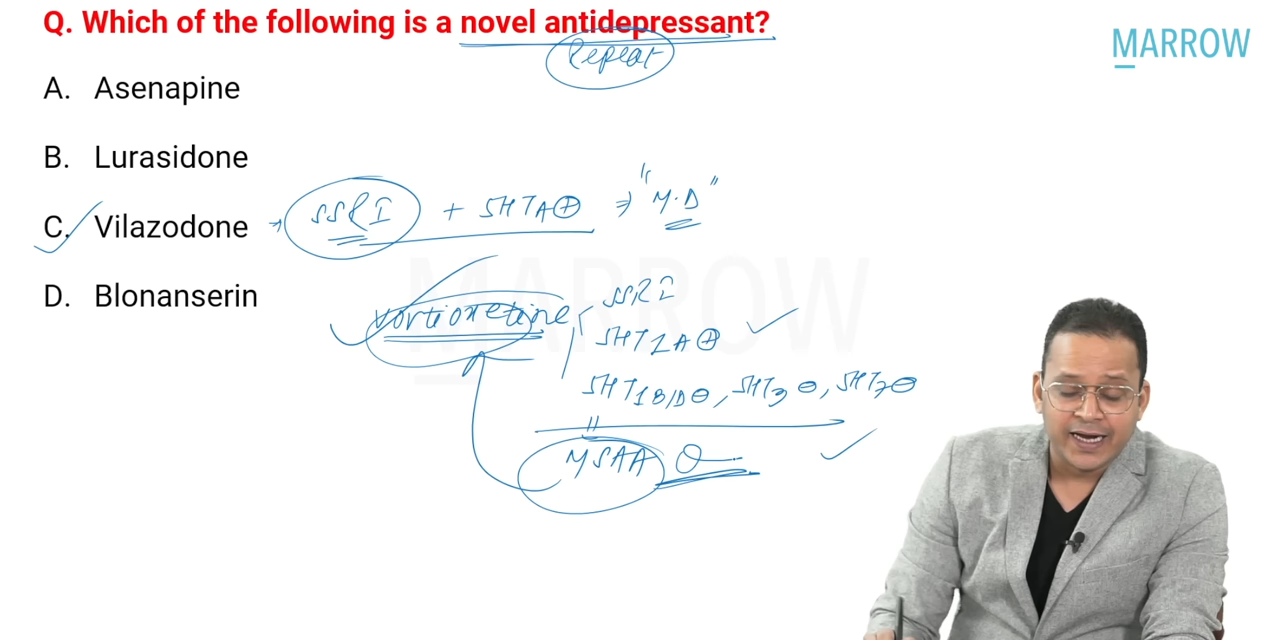 Q. Which of the following is a novel antidepressant?
MARROW
Repeat
A. Asenapine
B. Lurasidone
C. Vilazodone → SSRI + 5HT1A⊕ ⇒ "M.D"
D. Blonanserin
MARROW
vortioxetine
SSRI
5HT1A⊕
5HT1B/D⊖, 5HT3⊖, 5HT7⊖
MSAA